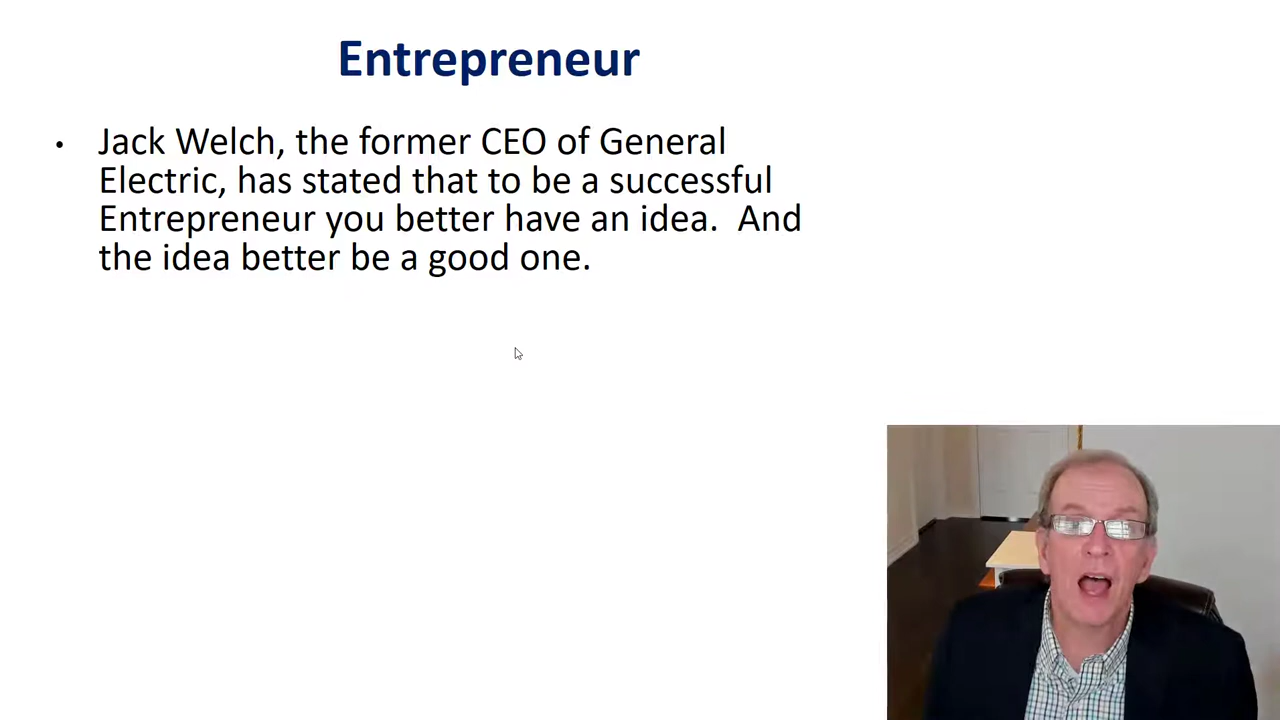 Entrepreneur
• Jack Welch, the former CEO of General
Electric, has stated that to be a successful
Entrepreneur you better have an idea.  And
the idea better be a good one.